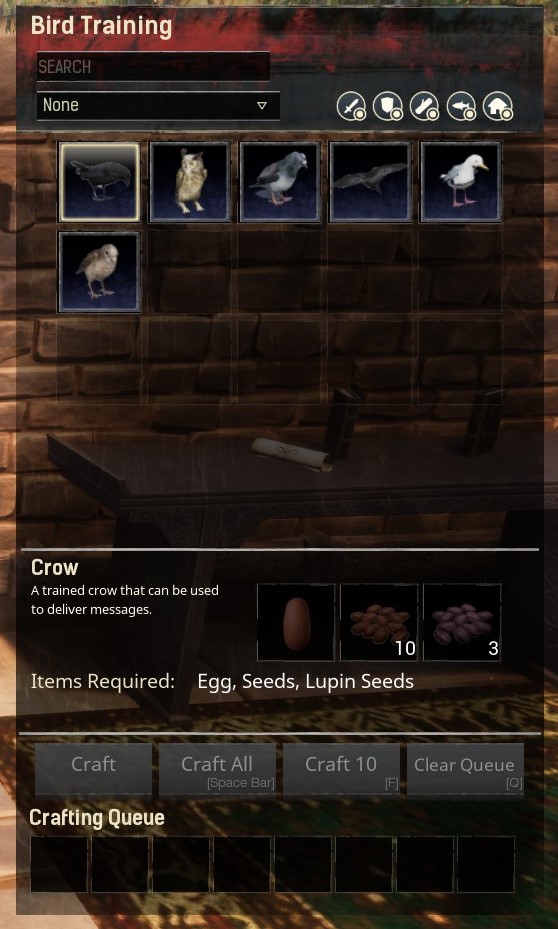 Bird Training
SEARCH
None
Crow
A trained crow that can be used
to deliver messages.
10
3
Items Required: Egg, Seeds, Lupin Seeds
Craft
Craft All
[Space Bar]
Craft 10
[F]
Clear Queue
[Q]
Crafting Queue